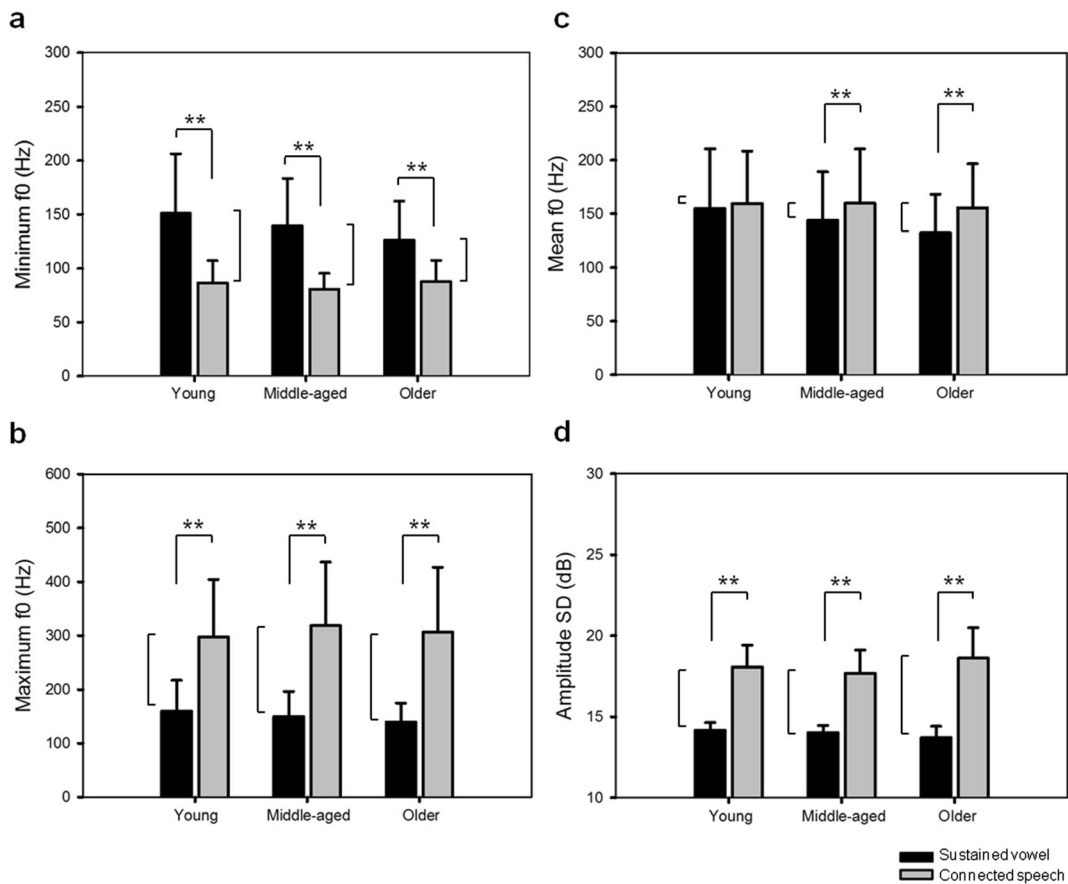 a
300
250
200
150
100
50
0
Minimum f0 (Hz)
**
**
**
Young Middle-aged Older
b
600
500
400
300
200
100
0
Maximum f0 (Hz)
**
**
**
Young Middle-aged Older
c
300
250
200
150
100
50
0
Mean f0 (Hz)
**
**
Young Middle-aged Older
d
30
25
20
15
10
Amplitude SD (dB)
**
**
**
Young Middle-aged Older
Sustained vowel
Connected speech